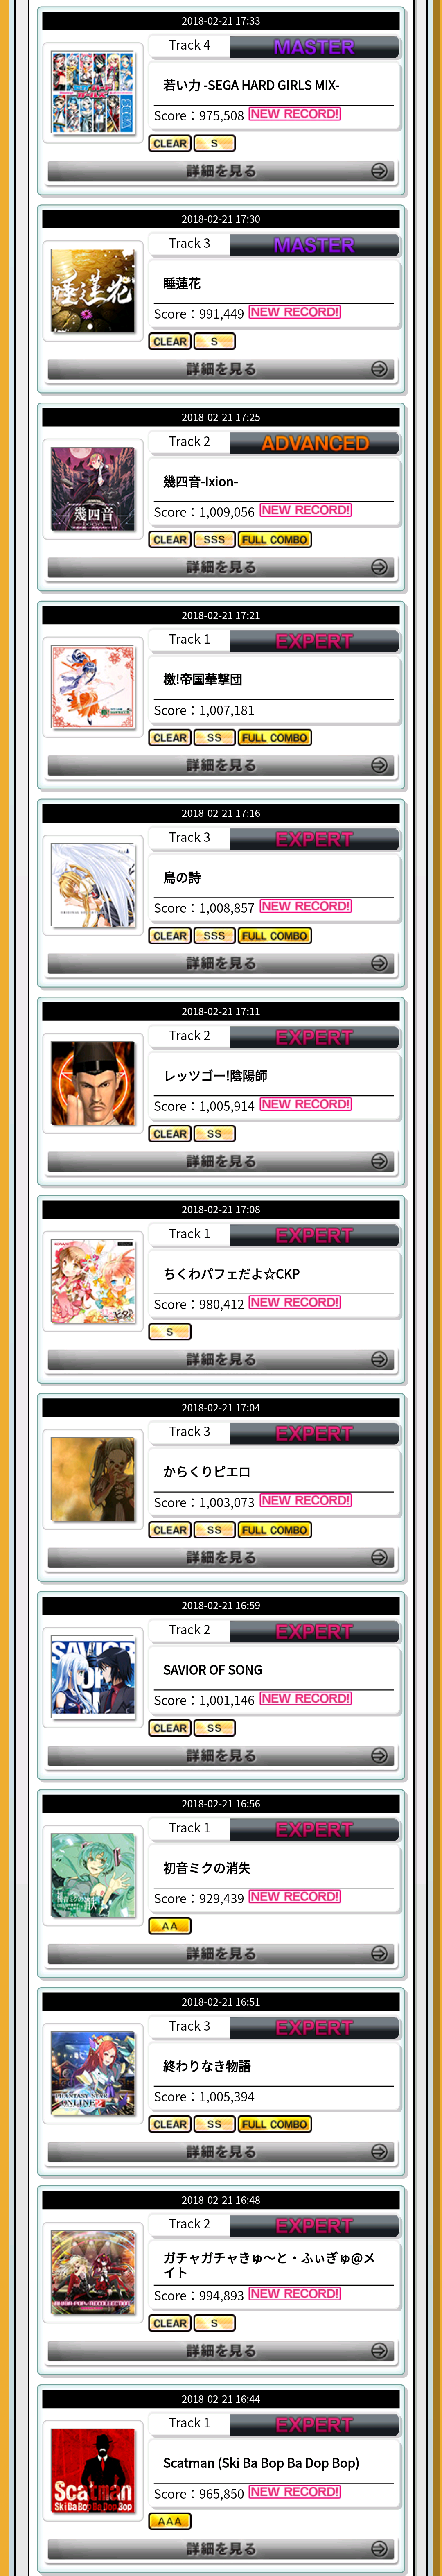 2018-02-21 17:33
Track 4 MASTER
若い力 -SEGA HARD GIRLS MIX-
Score：975,508 NEW RECORD!
CLEAR S
詳細を見る
2018-02-21 17:30
Track 3 MASTER
睡蓮花
睡蓮花
Score：991,449 NEW RECORD!
CLEAR S
詳細を見る
2018-02-21 17:25
Track 2 ADVANCED
幾四音-Ixion-
幾四音
Score：1,009,056 NEW RECORD!
CLEAR SSS FULL COMBO
詳細を見る
2018-02-21 17:21
Track 1 EXPERT
檄!帝国華撃団
Score：1,007,181
CLEAR SS FULL COMBO
詳細を見る
2018-02-21 17:16
Track 3 EXPERT
鳥の詩
Score：1,008,857 NEW RECORD!
CLEAR SSS FULL COMBO
詳細を見る
2018-02-21 17:11
Track 2 EXPERT
レッツゴー!陰陽師
Score：1,005,914 NEW RECORD!
CLEAR SS
詳細を見る
2018-02-21 17:08
Track 1 EXPERT
ちくわパフェだよ☆CKP
Score：980,412 NEW RECORD!
S
詳細を見る
2018-02-21 17:04
Track 3 EXPERT
からくりピエロ
Score：1,003,073 NEW RECORD!
CLEAR SS FULL COMBO
詳細を見る
2018-02-21 16:59
Track 2 EXPERT
SAVIOR OF SONG
Score：1,001,146 NEW RECORD!
CLEAR SS
詳細を見る
2018-02-21 16:56
Track 1 EXPERT
初音ミクの消失
Score：929,439 NEW RECORD!
AA
詳細を見る
2018-02-21 16:51
Track 3 EXPERT
終わりなき物語
PHANTASY STAR
ONLINE 2
Score：1,005,394
CLEAR SS FULL COMBO
詳細を見る
2018-02-21 16:48
Track 2 EXPERT
ガチャガチャきゅ～と・ふぃぎゅ@メ
イト
Score：994,893 NEW RECORD!
CLEAR S
詳細を見る
2018-02-21 16:44
Track 1 EXPERT
Scatman (Ski Ba Bop Ba Dop Bop)
Scatman
Ski Ba Bop Ba Dop Bop
Score：965,850 NEW RECORD!
AAA
詳細を見る